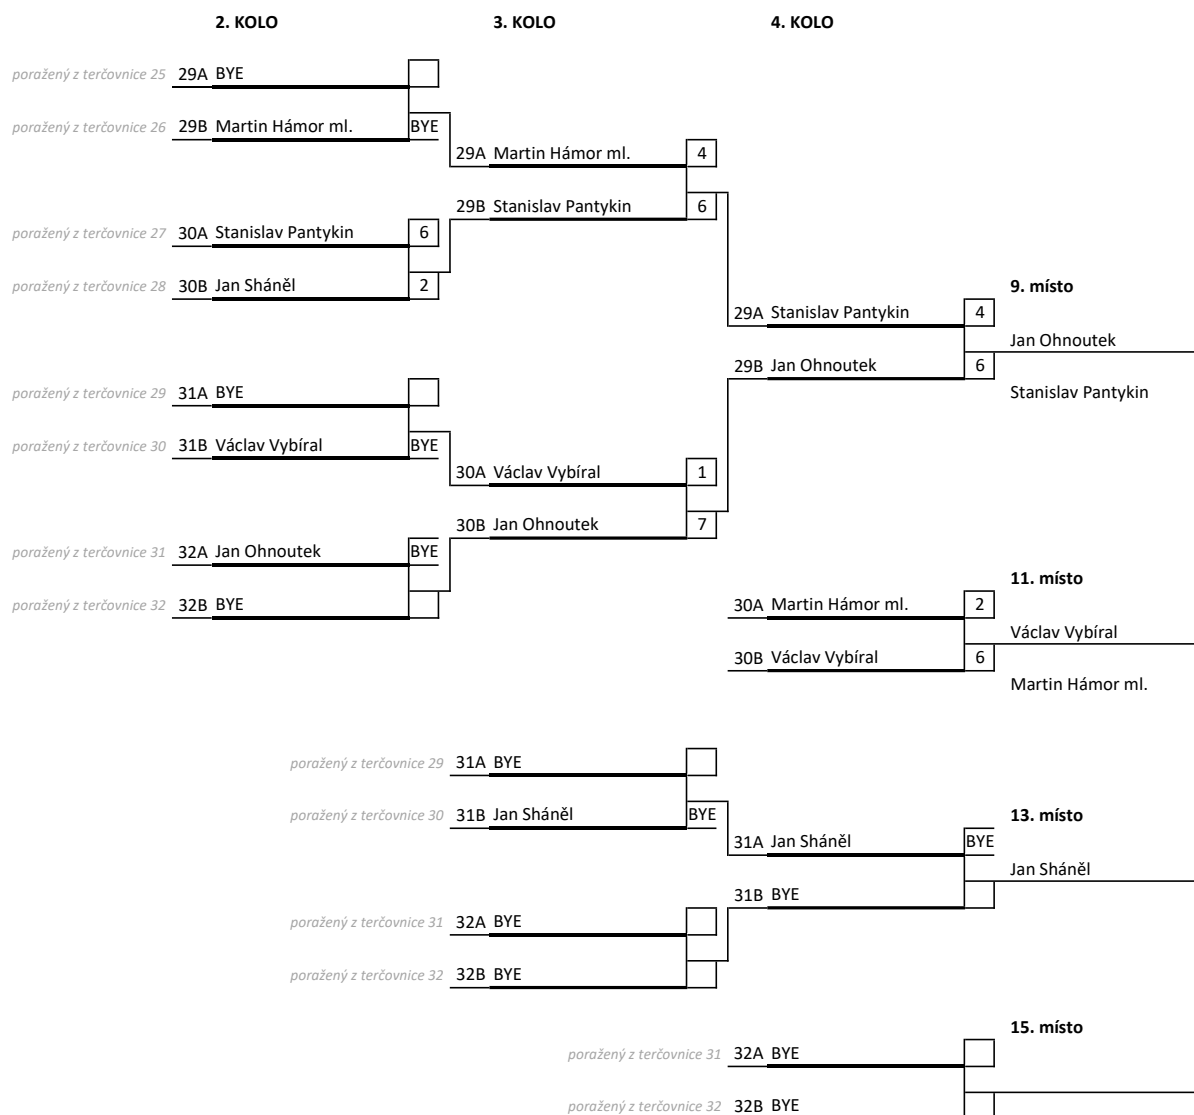 2. KOLO 3. KOLO 4. KOLO
poražený z terčovnice 25 29A BYE
poražený z terčovnice 26 29B Martin Hámor ml. BYE
29A Martin Hámor ml. 4
29B Stanislav Pantykin 6
poražený z terčovnice 27 30A Stanislav Pantykin 6
poražený z terčovnice 28 30B Jan Sháněl 2
9. místo
29A Stanislav Pantykin 4
Jan Ohnoutek
29B Jan Ohnoutek 6
poražený z terčovnice 29 31A BYE
Stanislav Pantykin
poražený z terčovnice 30 31B Václav Vybíral BYE
30A Václav Vybíral 1
30B Jan Ohnoutek 7
poražený z terčovnice 31 32A Jan Ohnoutek BYE
11. místo
poražený z terčovnice 32 32B BYE
30A Martin Hámor ml. 2
Václav Vybíral
30B Václav Vybíral 6
Martin Hámor ml.
poražený z terčovnice 29 31A BYE
poražený z terčovnice 30 31B Jan Sháněl BYE
13. místo
31A Jan Sháněl BYE
Jan Sháněl
31B BYE
poražený z terčovnice 31 32A BYE
poražený z terčovnice 32 32B BYE
15. místo
poražený z terčovnice 31 32A BYE
poražený z terčovnice 32 32B BYE